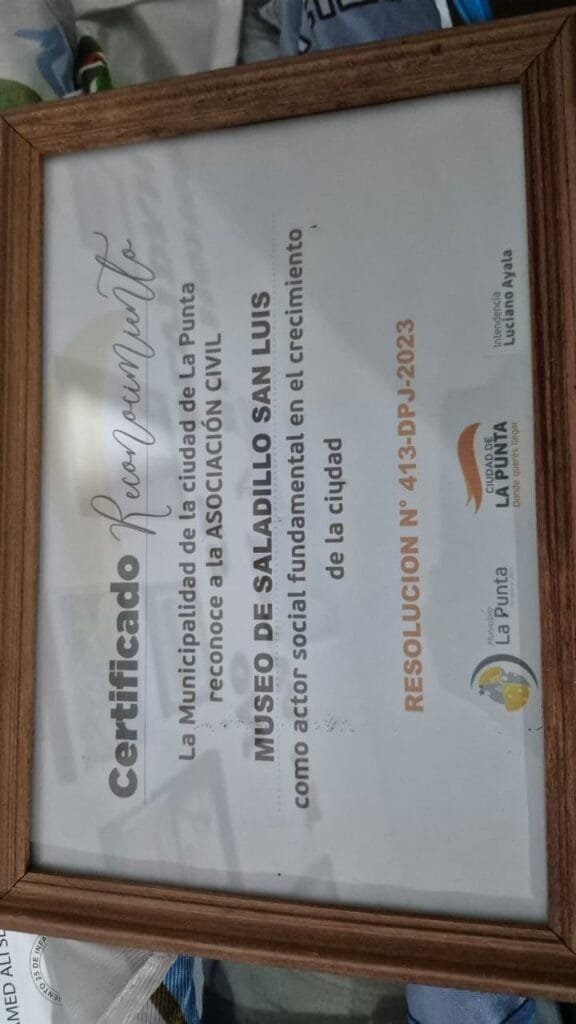 Certificado Reconocimiento
La Municipalidad de la ciudad de La Punta
reconoce a la ASOCIACIÓN CIVIL
MUSEO DE SALADILLO SAN LUIS
como actor social fundamental en el crecimiento
de la ciudad
RESOLUCION N° 413-DPJ-2023
Municipio
La Punta
CIUDAD DE
LA PUNTA
Donde querés llegar
Intendencia
Luciano Ayala
AMED ALI